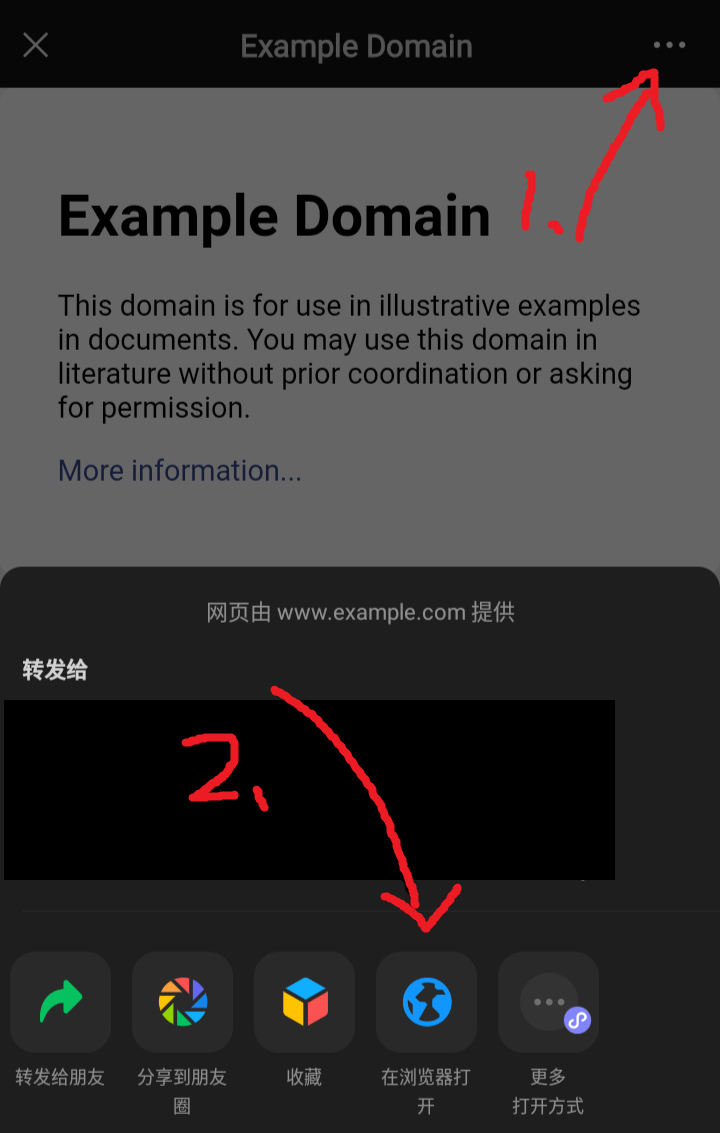 Example Domain
Example Domain
1.
This domain is for use in illustrative examples
in documents. You may use this domain in
literature without prior coordination or asking
for permission.
More information...
网页由 www.example.com 提供
转发给
2.
转发给朋友
分享到朋友
圈
收藏
在浏览器打
开
更多
打开方式